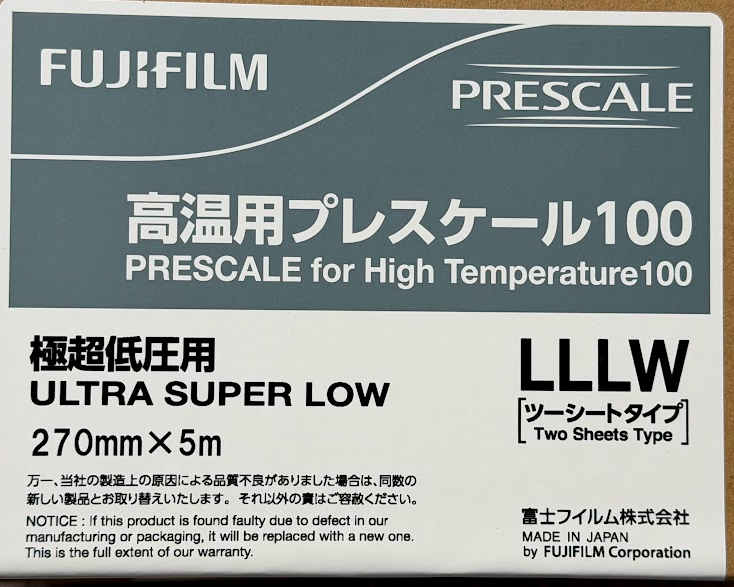 FUJIFILM
PRESCALE
高温用プレスケール100
PRESCALE for High Temperature100
極超低圧用
ULTRA SUPER LOW
270mm×5m
LLLW
[ツーシートタイプ
Two Sheets Type]
万一、当社の製造上の原因による品質不良がありました場合は、同数の
新しい製品とお取り替えいたします。それ以外の責はご容赦ください。
NOTICE : If this product is found faulty due to defect in our
manufacturing or packaging, it will be replaced with a new one.
This is the full extent of our warranty.
富士フイルム株式会社
MADE IN JAPAN
by FUJIFILM Corporation